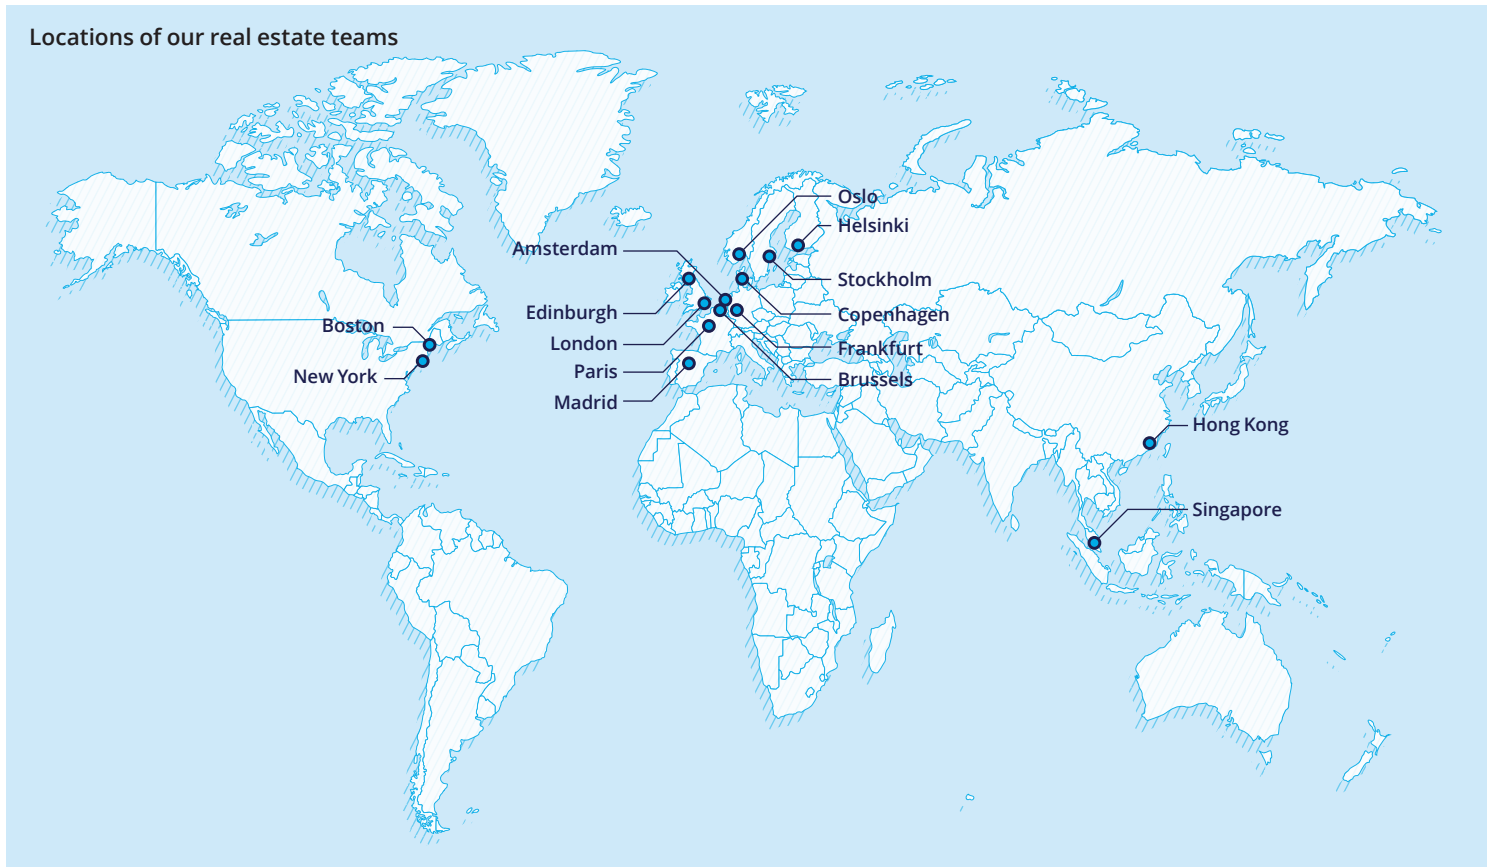 Locations of our real estate teams
Oslo
Helsinki
Amsterdam
Stockholm
Edinburgh
Copenhagen
Boston
London
Frankfurt
Paris
New York
Brussels
Madrid
Hong Kong
Singapore